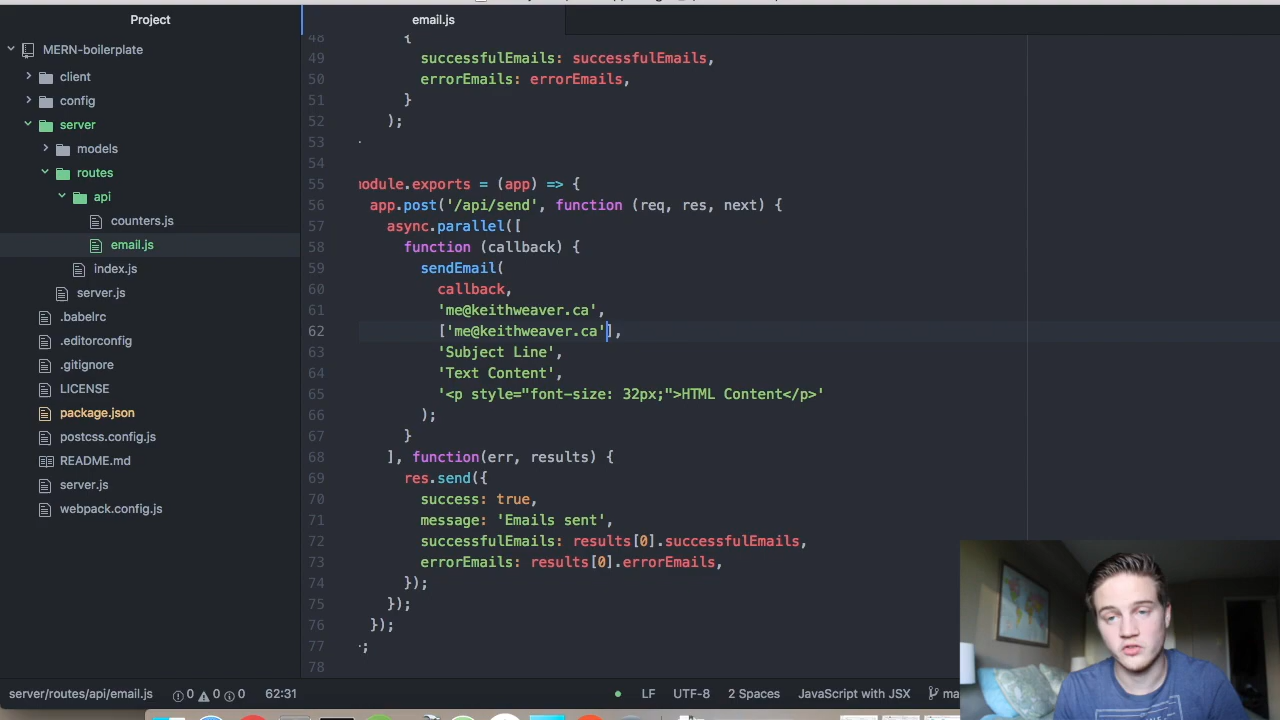 Project
email.js
MERN-boilerplate
client
config
server
models
routes
api
counters.js
email.js
index.js
server.js
.babelrc
.editorconfig
.gitignore
LICENSE
package.json
postcss.config.js
README.md
server.js
webpack.config.js
48 {
49 successfulEmails: successfulEmails,
50 errorEmails: errorEmails,
51 }
52 );
53
54
55 module.exports = (app) => {
56 app.post('/api/send', function (req, res, next) {
57 async.parallel([
58 function (callback) {
59 sendEmail(
60 callback,
61 'me@keithweaver.ca',
62 ['me@keithweaver.ca'],
63 'Subject Line',
64 'Text Content',
65 '<p style="font-size: 32px;">HTML Content</p>'
66 );
67 }
68 ], function(err, results) {
69 res.send({
70 success: true,
71 message: 'Emails sent',
72 successfulEmails: results[0].successfulEmails,
73 errorEmails: results[0].errorEmails,
74 });
75 });
76 });
77 ;
78
server/routes/api/email.js 0 0 0 62:31 LF UTF-8 2 Spaces JavaScript with JSX